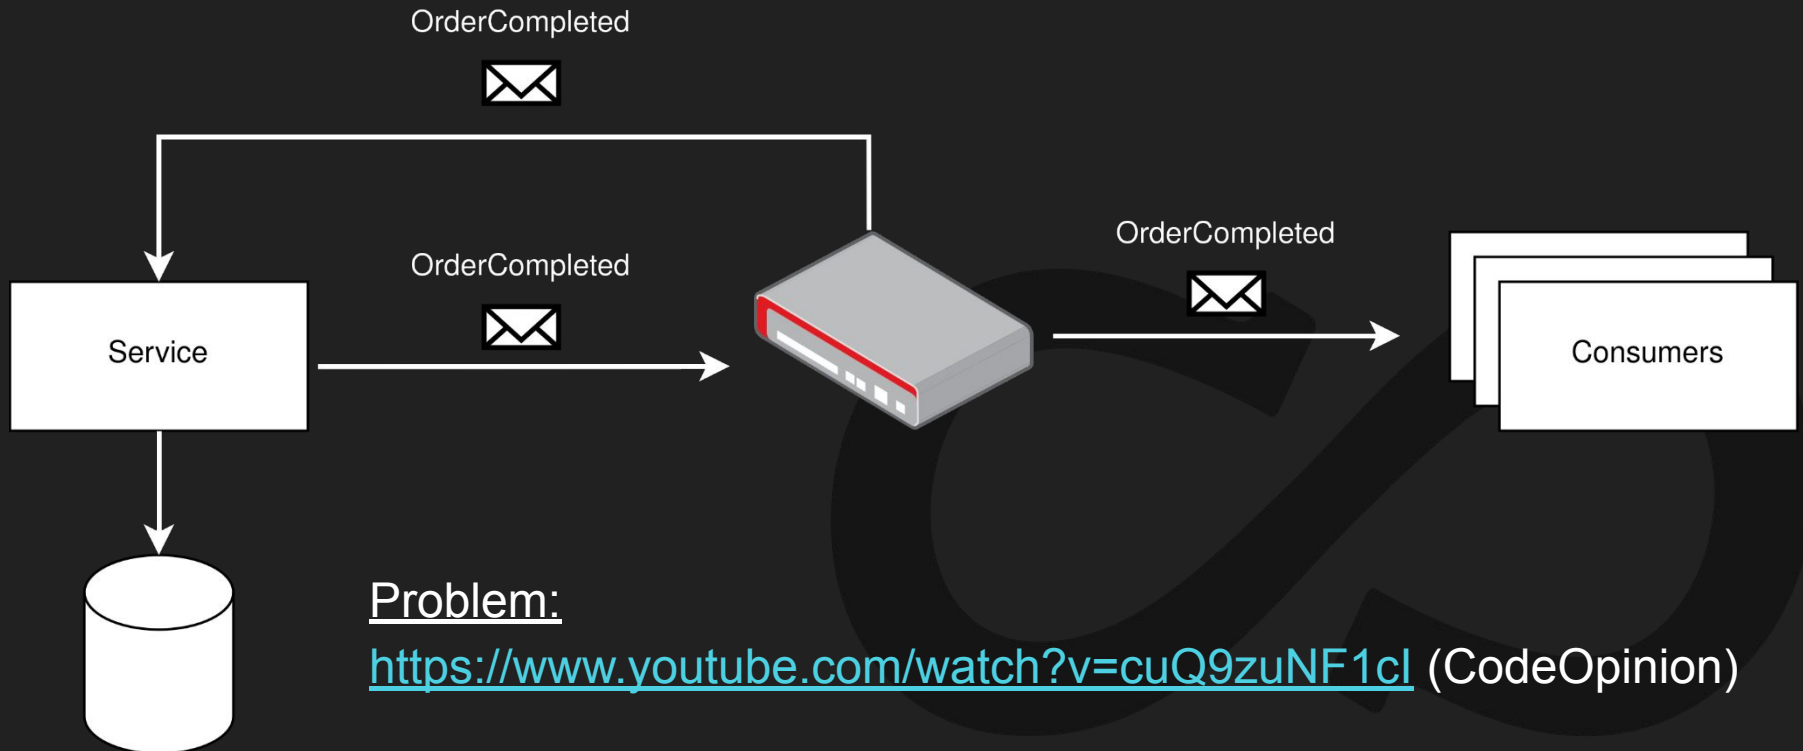 OrderCompleted
OrderCompleted
OrderCompleted
Service
Consumers
Problem:
https://www.youtube.com/watch?v=cuQ9zuNF1cI (CodeOpinion)